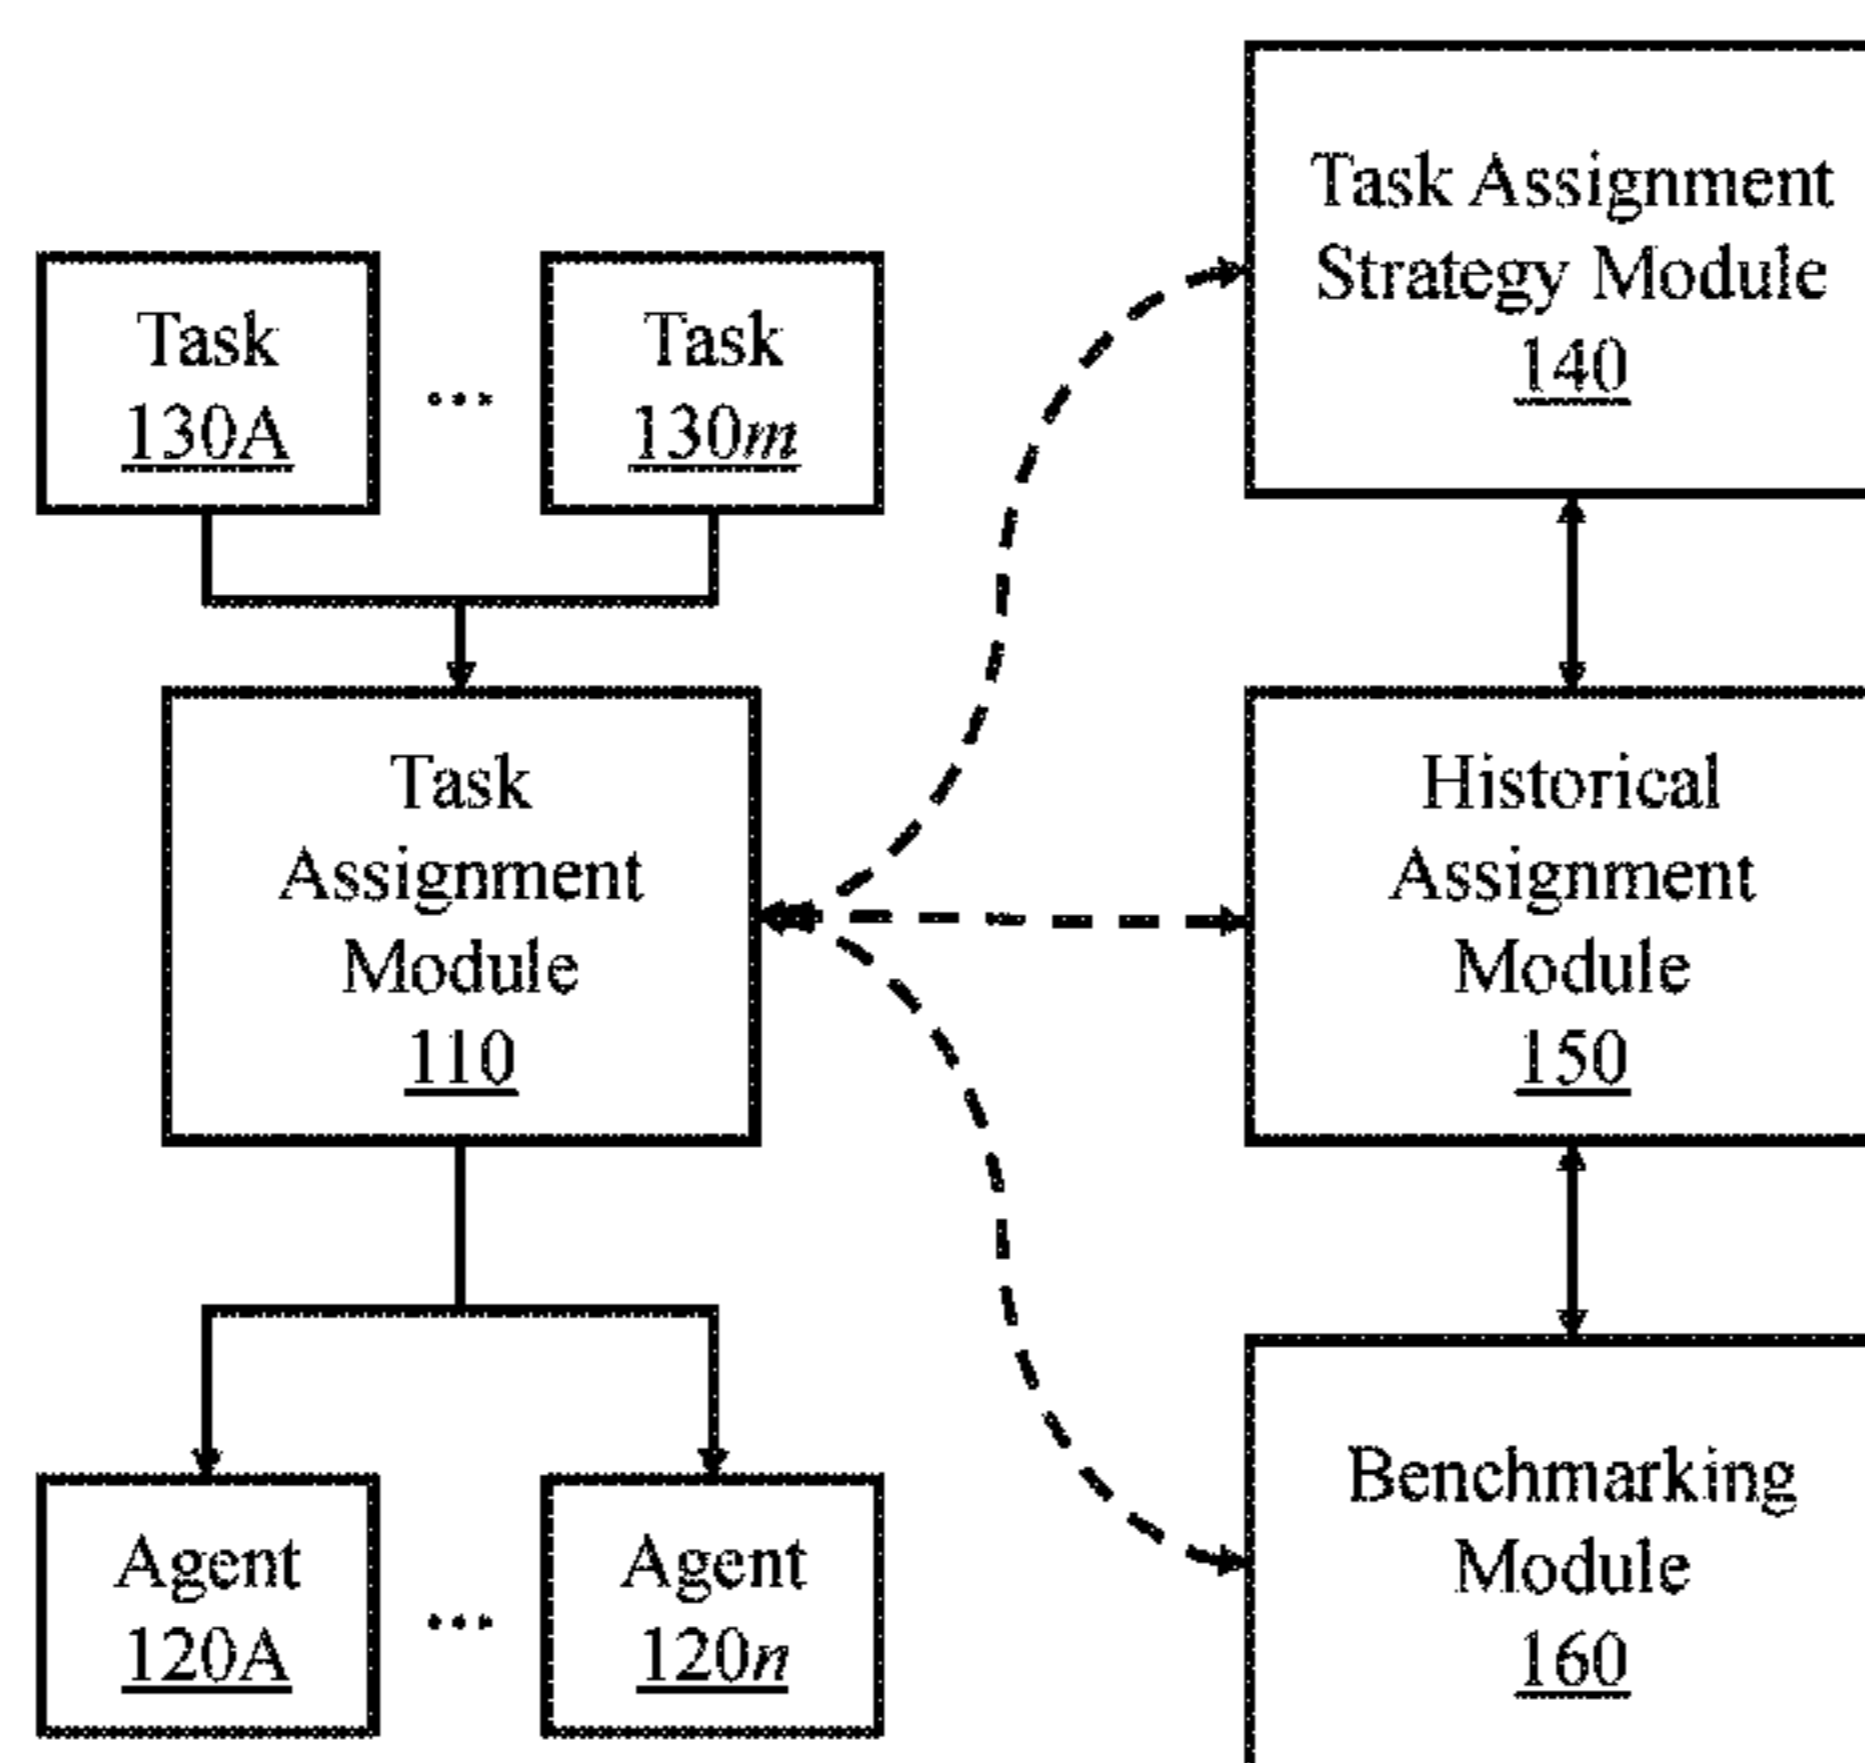 Task Assignment
Strategy Module
140
Task
130A
...
Task
130m
Task
Assignment
Module
110
Historical
Assignment
Module
150
Agent
120A
...
Agent
120n
Benchmarking
Module
160